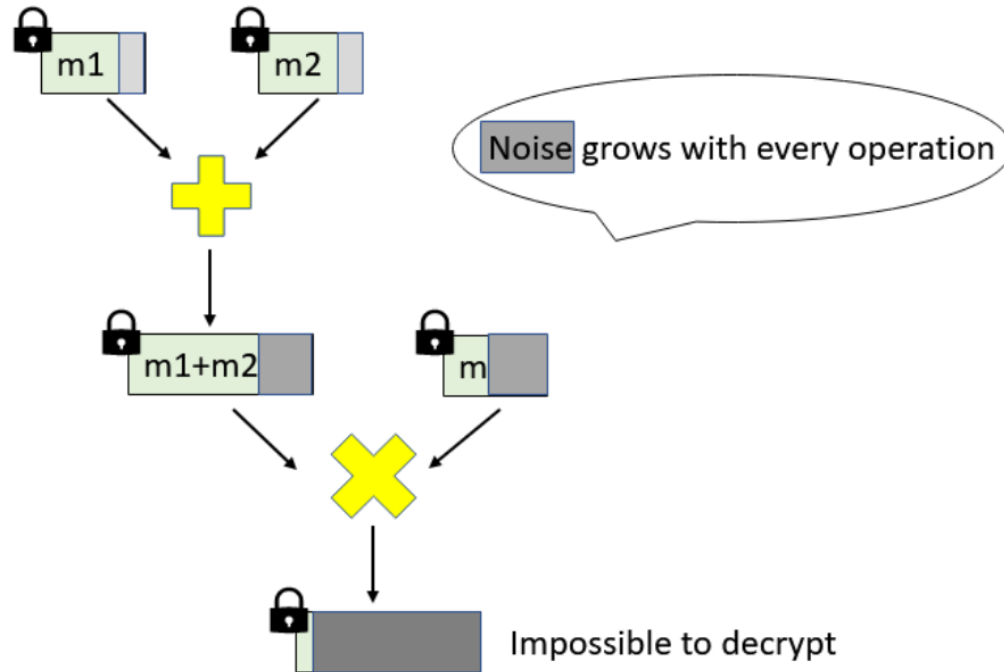 m1
m2
Noise grows with every operation
m1+m2
m
Impossible to decrypt